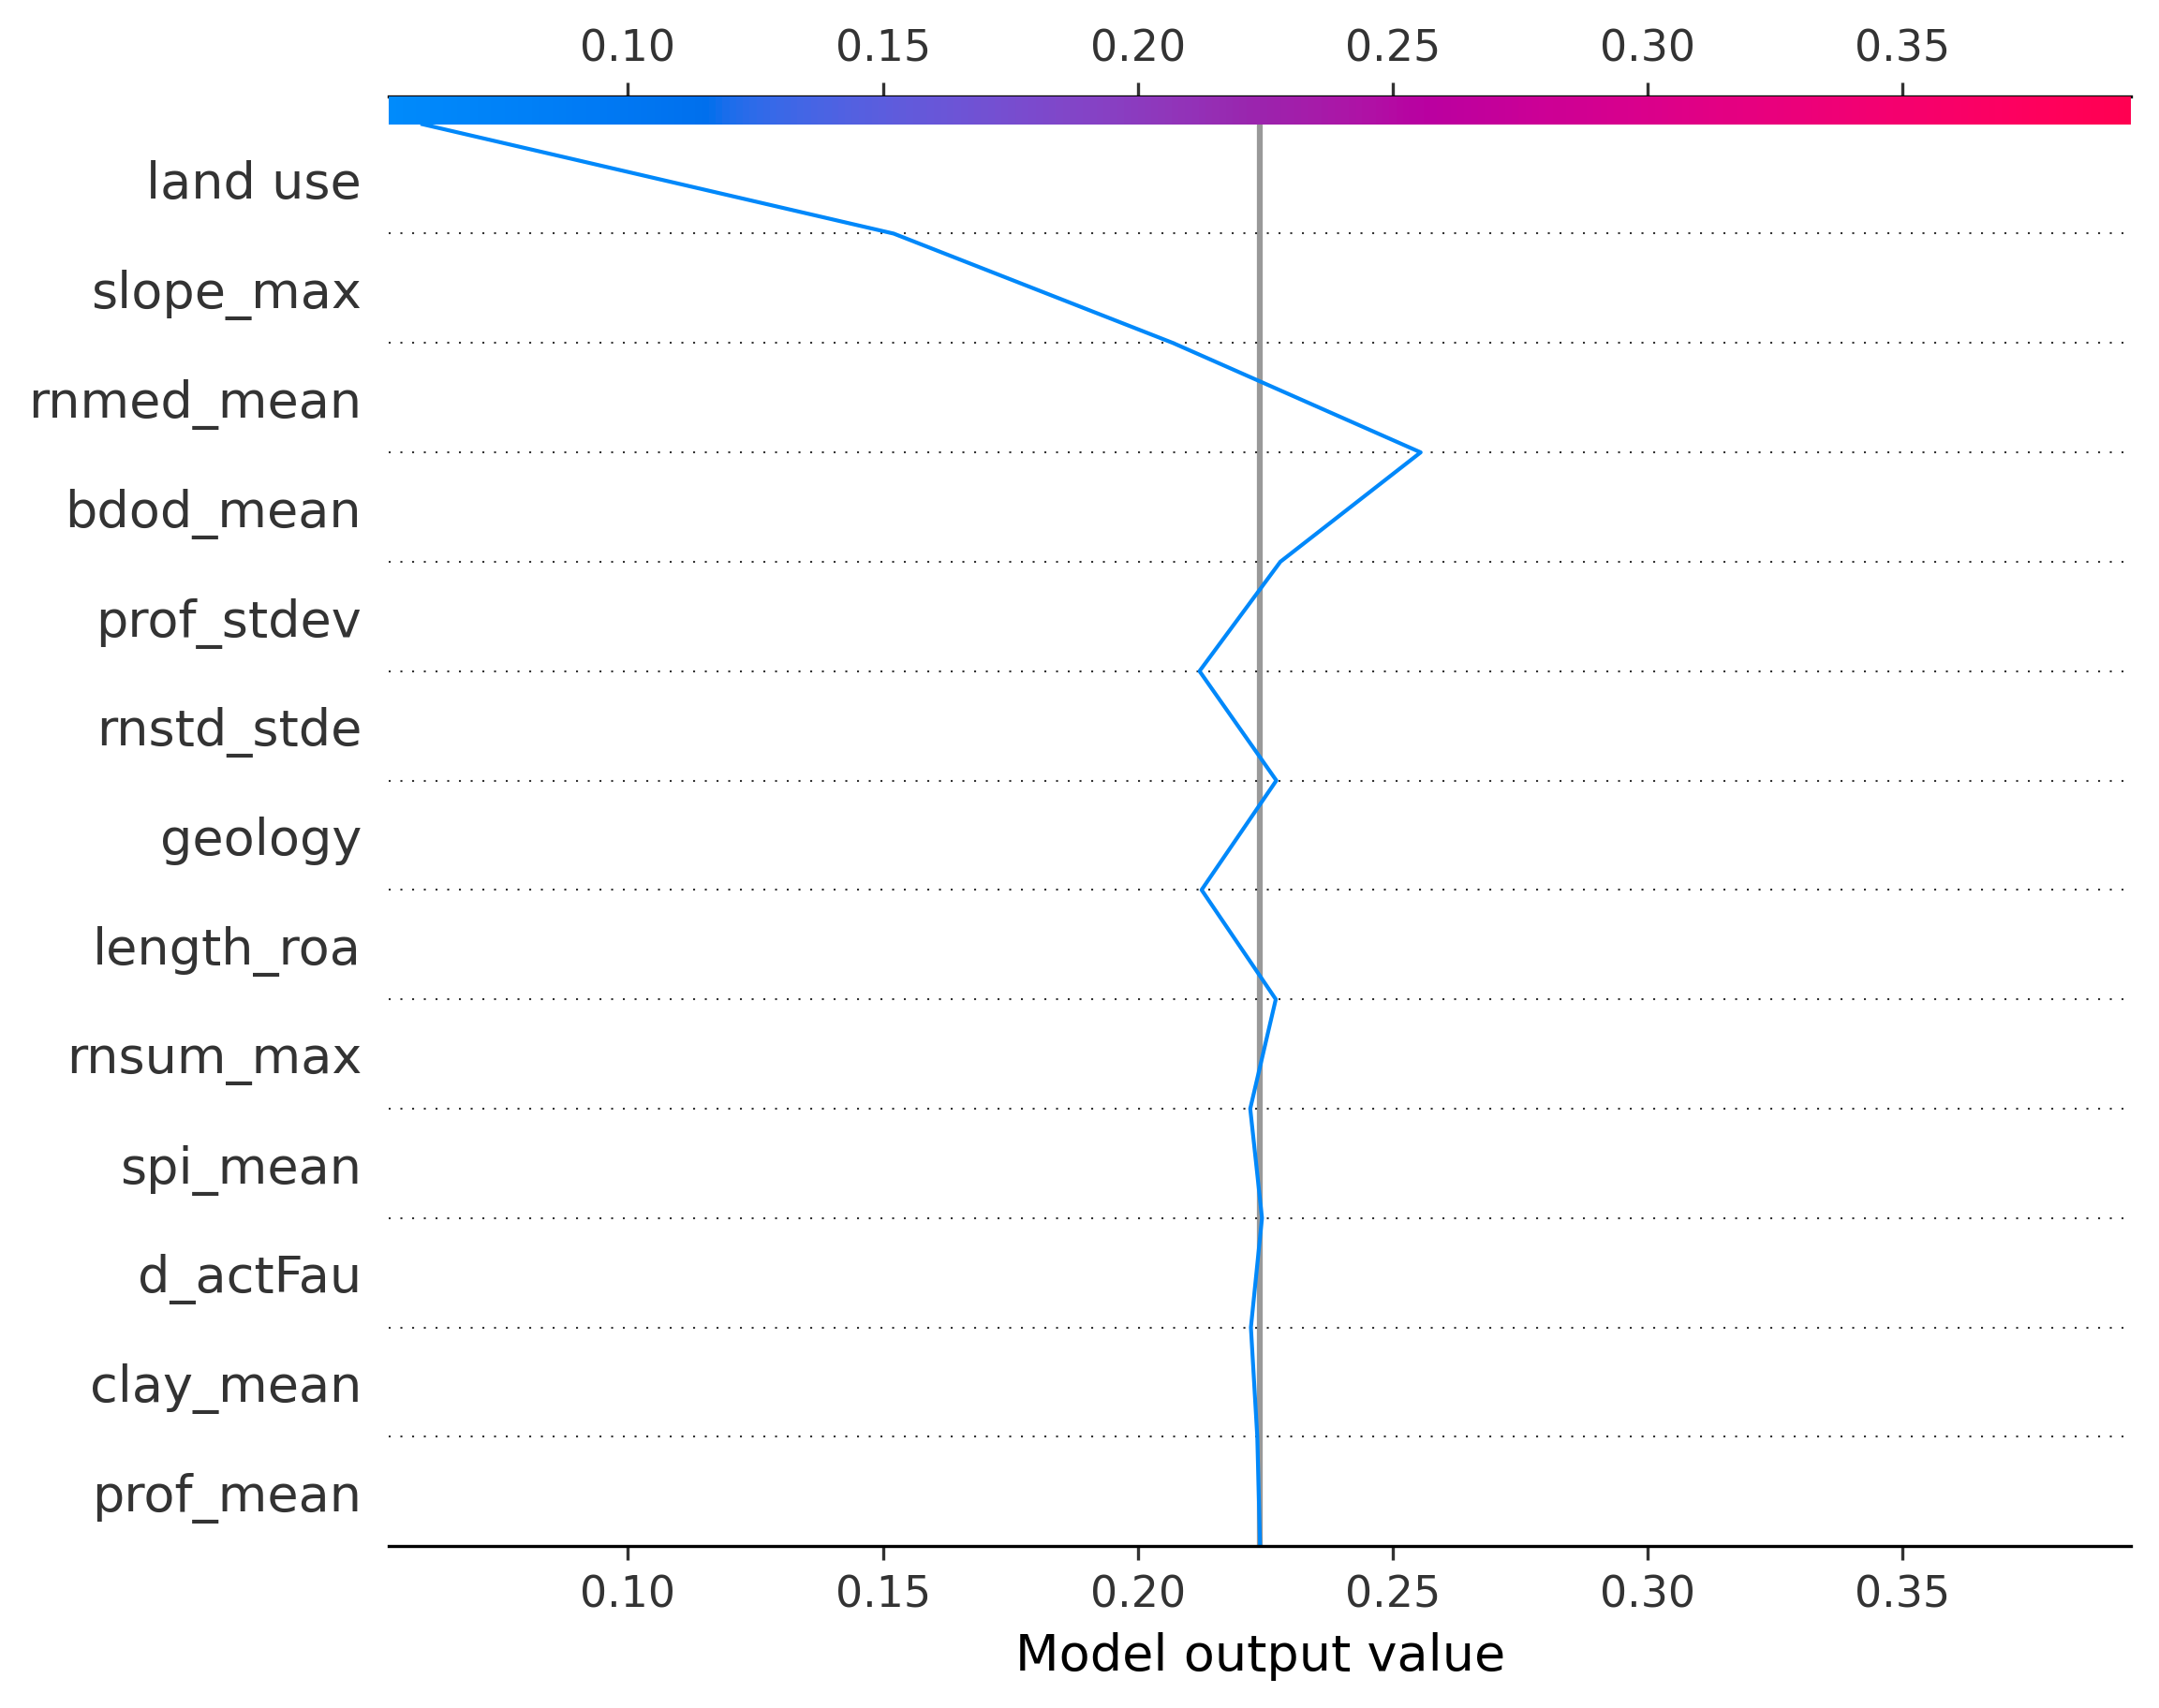 0.10 0.15 0.20 0.25 0.30 0.35
land use
slope_max
rnmed_mean
bdod_mean
prof_stdev
rnstd_stde
geology
length_roa
rnsum_max
spi_mean
d_actFau
clay_mean
prof_mean
0.10 0.15 0.20 0.25 0.30 0.35
Model output value